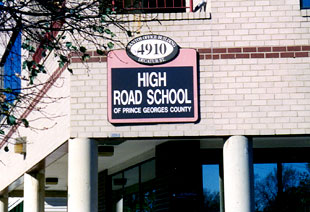 4910
HIGH
ROAD SCHOOL
OF PRINCE GEORGES COUNTY